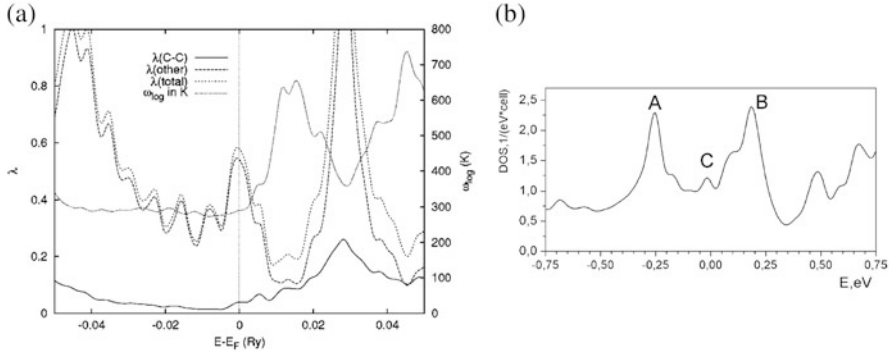 (a)
(b)
λ(C-C)
λ(other)
λ(total)
ω_log in K
1
0.8
0.6
0.4
0.2
0
λ
800
700
600
500
400
300
200
100
0
ω_log (K)
-0.04
-0.02
0
0.02
0.04
E-E_F (Ry)
DOS,1/(eV*cell)
2,5
2,0
1,5
1,0
0,5
0,0
A
C
B
-0,75
-0,50
-0,25
0,00
0,25
0,50
0,75
E,eV